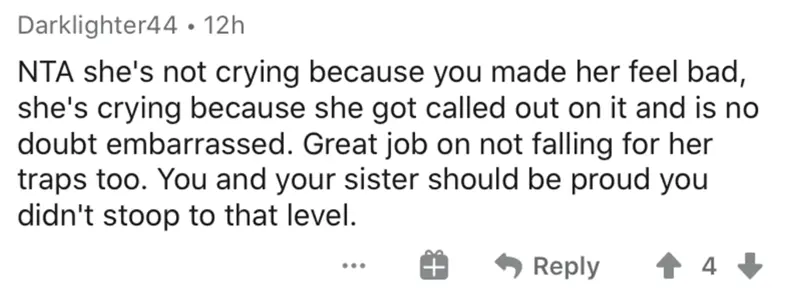 Darklighter44 • 12h
NTA she's not crying because you made her feel bad,
she's crying because she got called out on it and is no
doubt embarrassed. Great job on not falling for her
traps too. You and your sister should be proud you
didn't stoop to that level.
... Reply 4